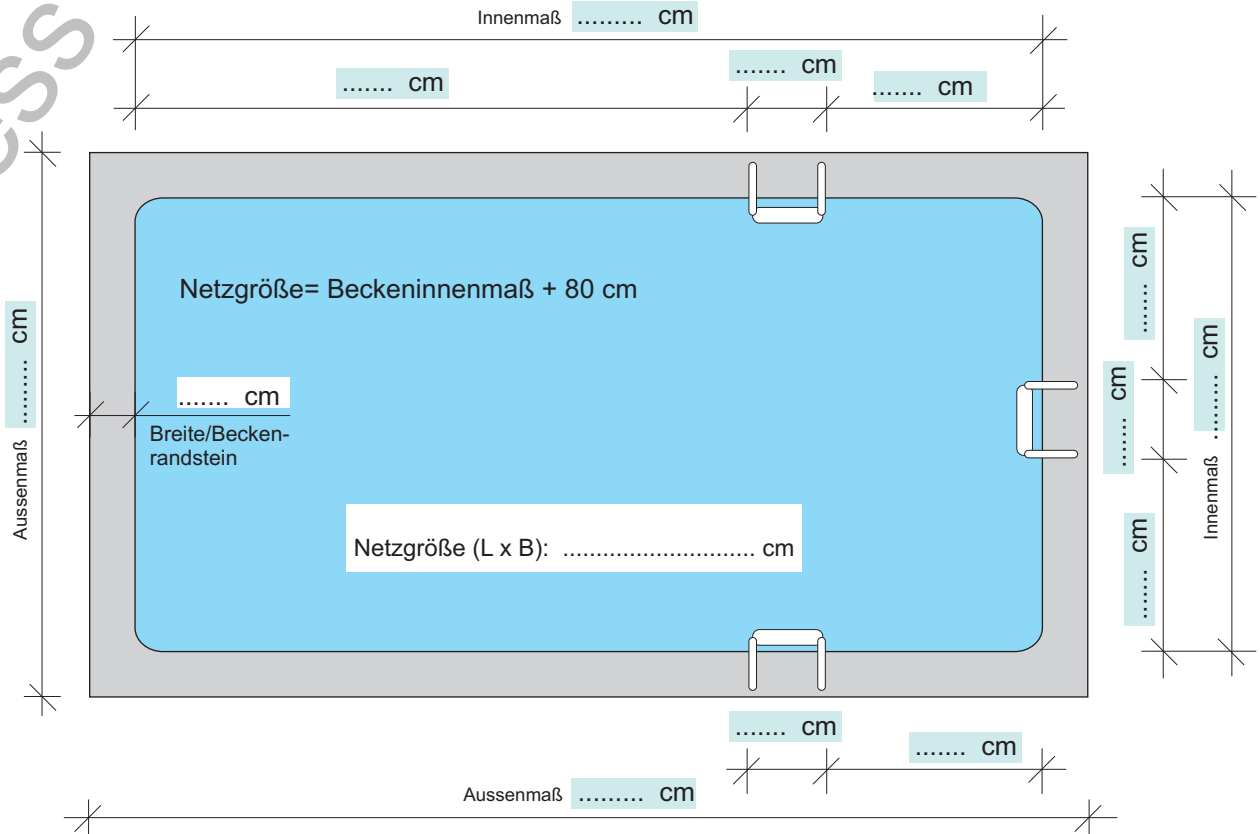 Innenmaß ......... cm
....... cm
....... cm
....... cm
Netzgröße= Beckeninnenmaß + 80 cm
Aussenmaß ......... cm
....... cm
Breite/Becken-
randstein
Netzgröße (L x B): ............................. cm
....... cm
....... cm
....... cm
Innenmaß ......... cm
....... cm
....... cm
Aussenmaß ......... cm